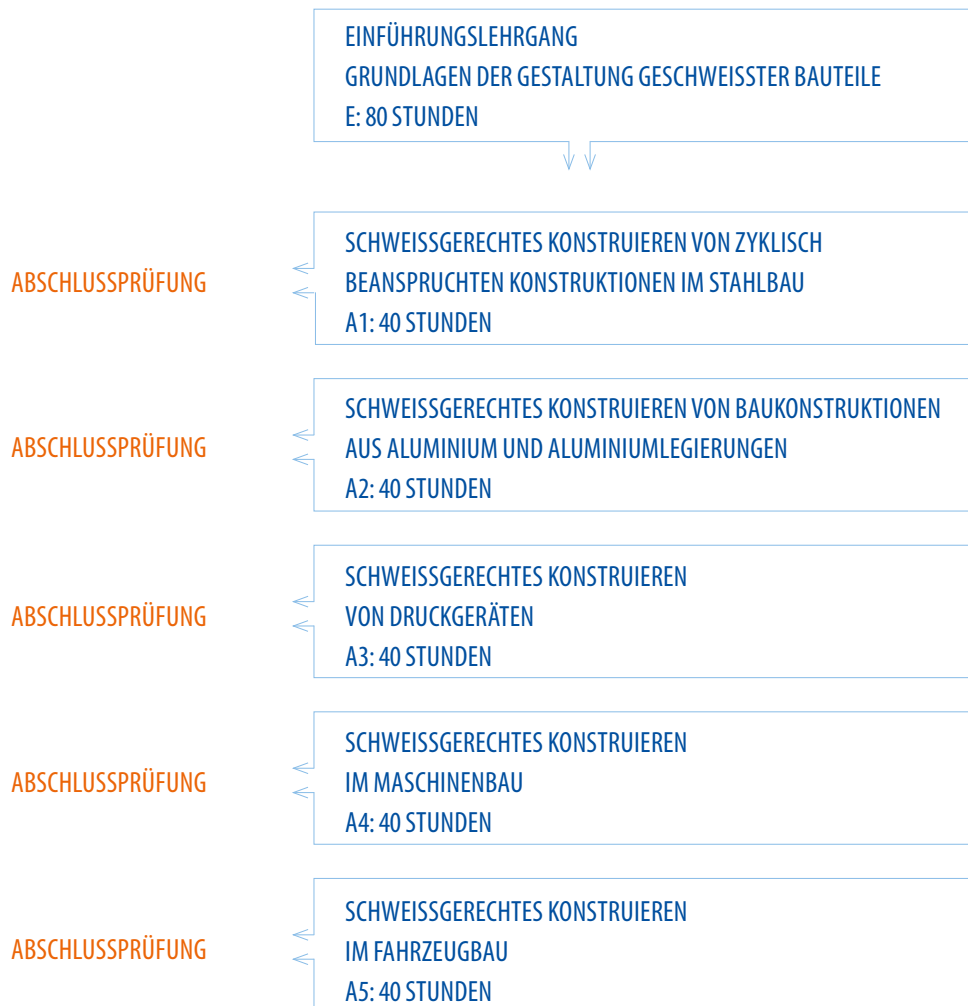 EINFÜHRUNGSLEHRGANG
GRUNDLAGEN DER GESTALTUNG GESCHWEISSTER BAUTEILE
E: 80 STUNDEN
SCHWEISSGERECHTES KONSTRUIEREN VON ZYKLISCH
ABSCHLUSSPRÜFUNG BEANSPRUCHTEN KONSTRUKTIONEN IM STAHLBAU
A1: 40 STUNDEN
SCHWEISSGERECHTES KONSTRUIEREN VON BAUKONSTRUKTIONEN
ABSCHLUSSPRÜFUNG AUS ALUMINIUM UND ALUMINIUMLEGIERUNGEN
A2: 40 STUNDEN
SCHWEISSGERECHTES KONSTRUIEREN
ABSCHLUSSPRÜFUNG VON DRUCKGERÄTEN
A3: 40 STUNDEN
SCHWEISSGERECHTES KONSTRUIEREN
ABSCHLUSSPRÜFUNG IM MASCHINENBAU
A4: 40 STUNDEN
SCHWEISSGERECHTES KONSTRUIEREN
ABSCHLUSSPRÜFUNG IM FAHRZEUGBAU
A5: 40 STUNDEN